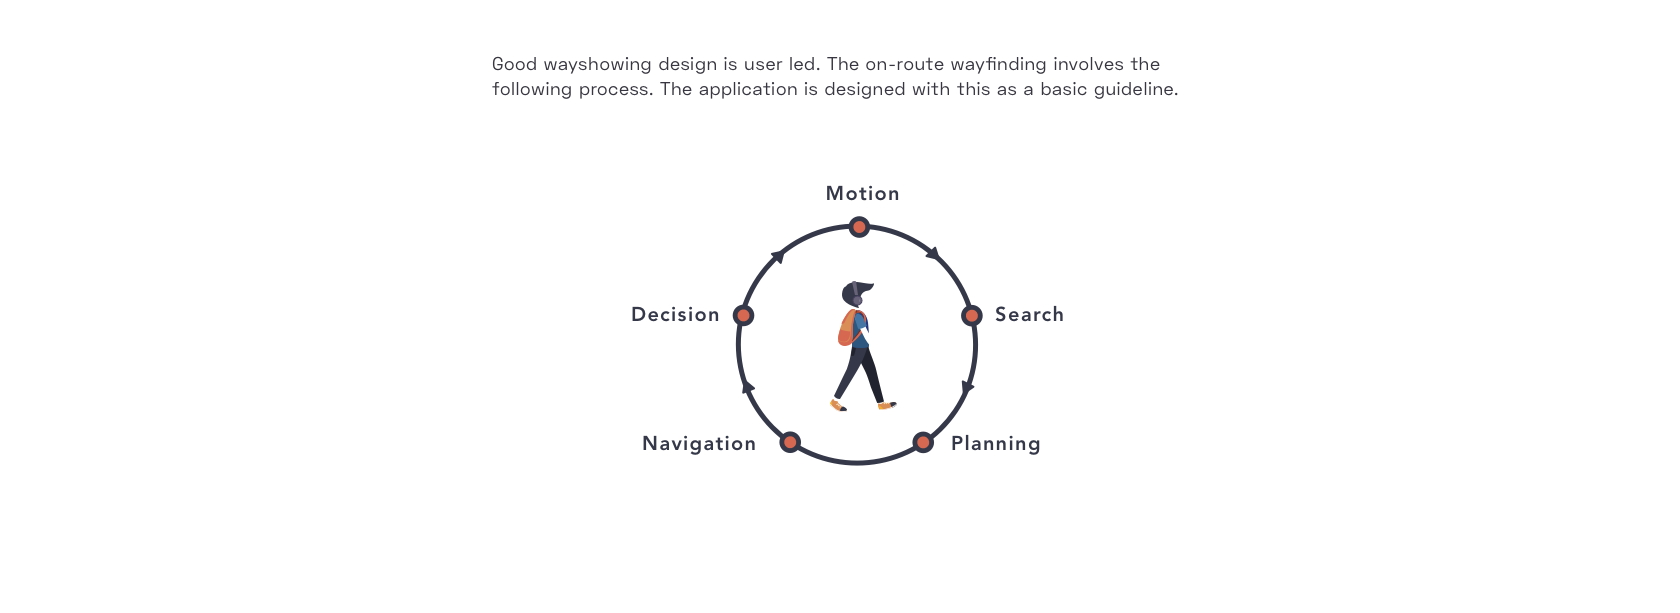 Good wayshowing design is user led. The on-route wayfinding involves the
following process. The application is designed with this as a basic guideline.
Motion
Decision
Search
Navigation
Planning